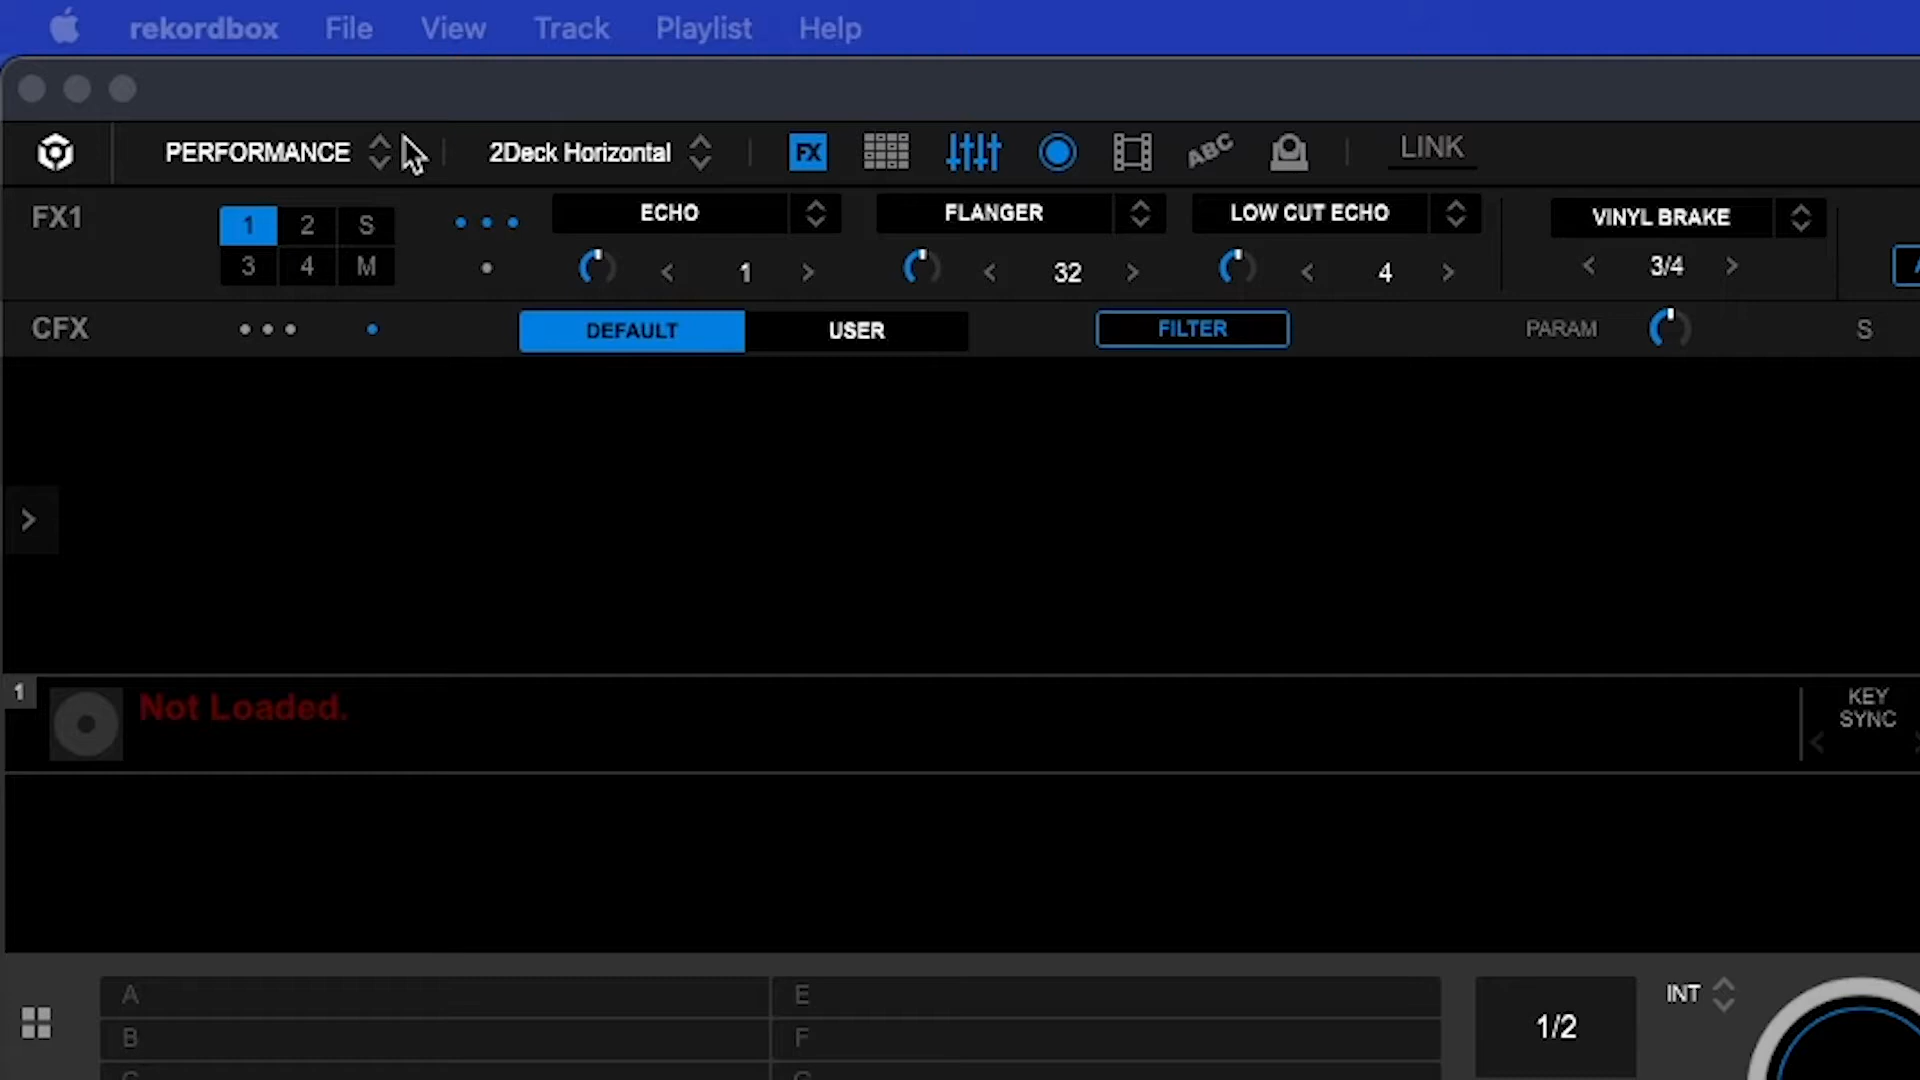 rekordbox File View Track Playlist Help
PERFORMANCE 2Deck Horizontal FX ABC LINK
FX1 1 2 S ECHO FLANGER LOW CUT ECHO VINYL BRAKE
3 4 M < 1 > < 32 > < 4 > < 3/4 >
CFX DEFAULT USER FILTER PARAM S
>
1 Not Loaded. KEY
SYNC
A E 1/2 INT
B F